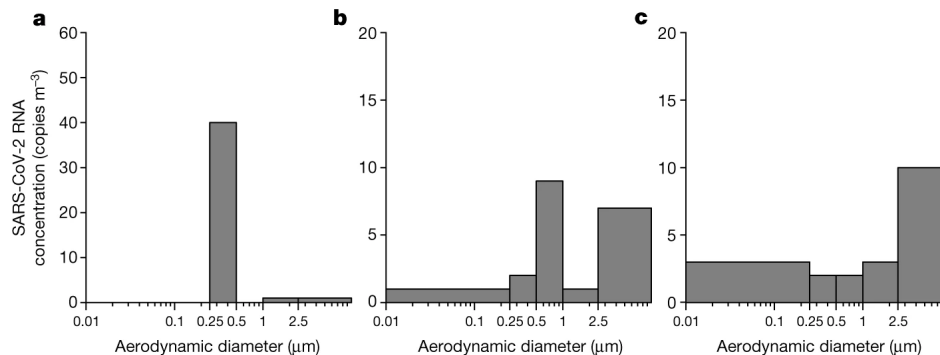 a
60
50
40
30
20
10
0
SARS-CoV-2 RNA
concentration (copies m⁻³)
0.01 0.1 0.25 0.5 1 2.5
Aerodynamic diameter (μm)
b
20
15
10
5
0
0.01 0.1 0.25 0.5 1 2.5
Aerodynamic diameter (μm)
c
20
15
10
5
0
0.01 0.1 0.25 0.5 1 2.5
Aerodynamic diameter (μm)